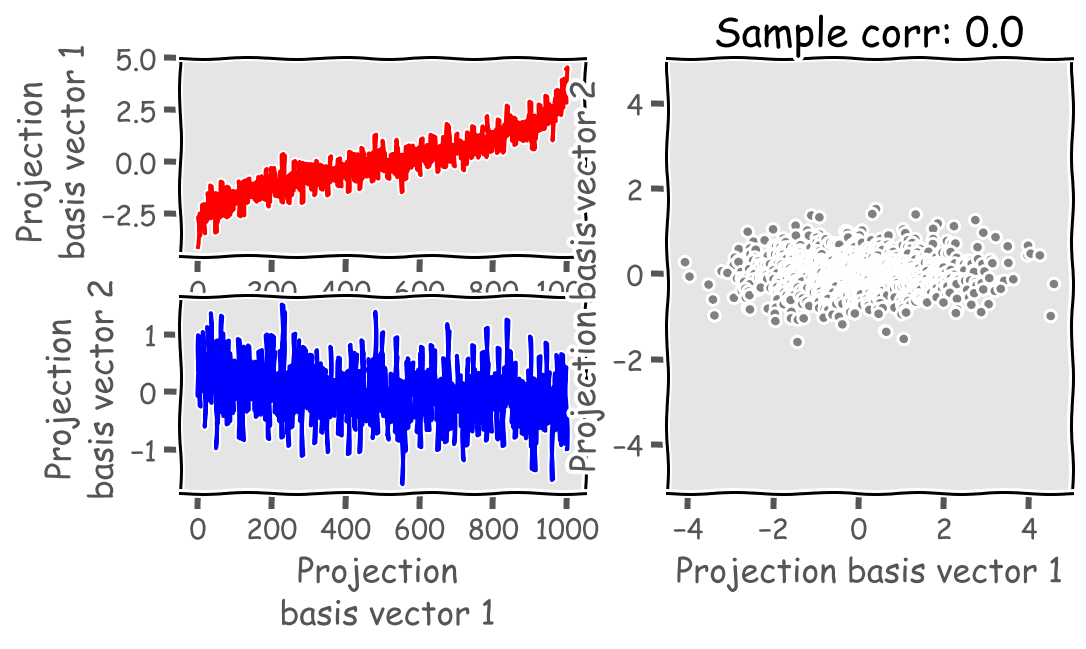 Sample corr: 0.0
Projection
basis vector 1
5.0
2.5
0.0
−2.5
0 200 400 600 800 1000
Projection
basis vector 2
1
0
−1
0 200 400 600 800 1000
Projection
basis vector 1
Projection basis vector 2
4
2
0
−2
−4
−4 −2 0 2 4
Projection basis vector 1